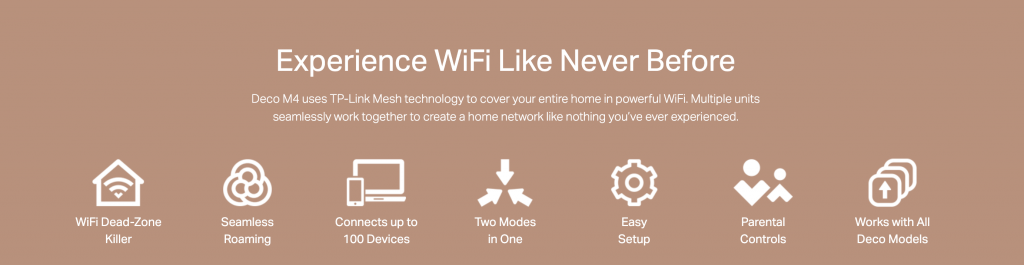 Experience WiFi Like Never Before
Deco M4 uses TP-Link Mesh technology to cover your entire home in powerful WiFi. Multiple units
seamlessly work together to create a home network like nothing you've ever experienced.
WiFi Dead-Zone
Killer
Seamless
Roaming
Connects up to
100 Devices
Two Modes
in One
Easy
Setup
Parental
Controls
Works with All
Deco Models